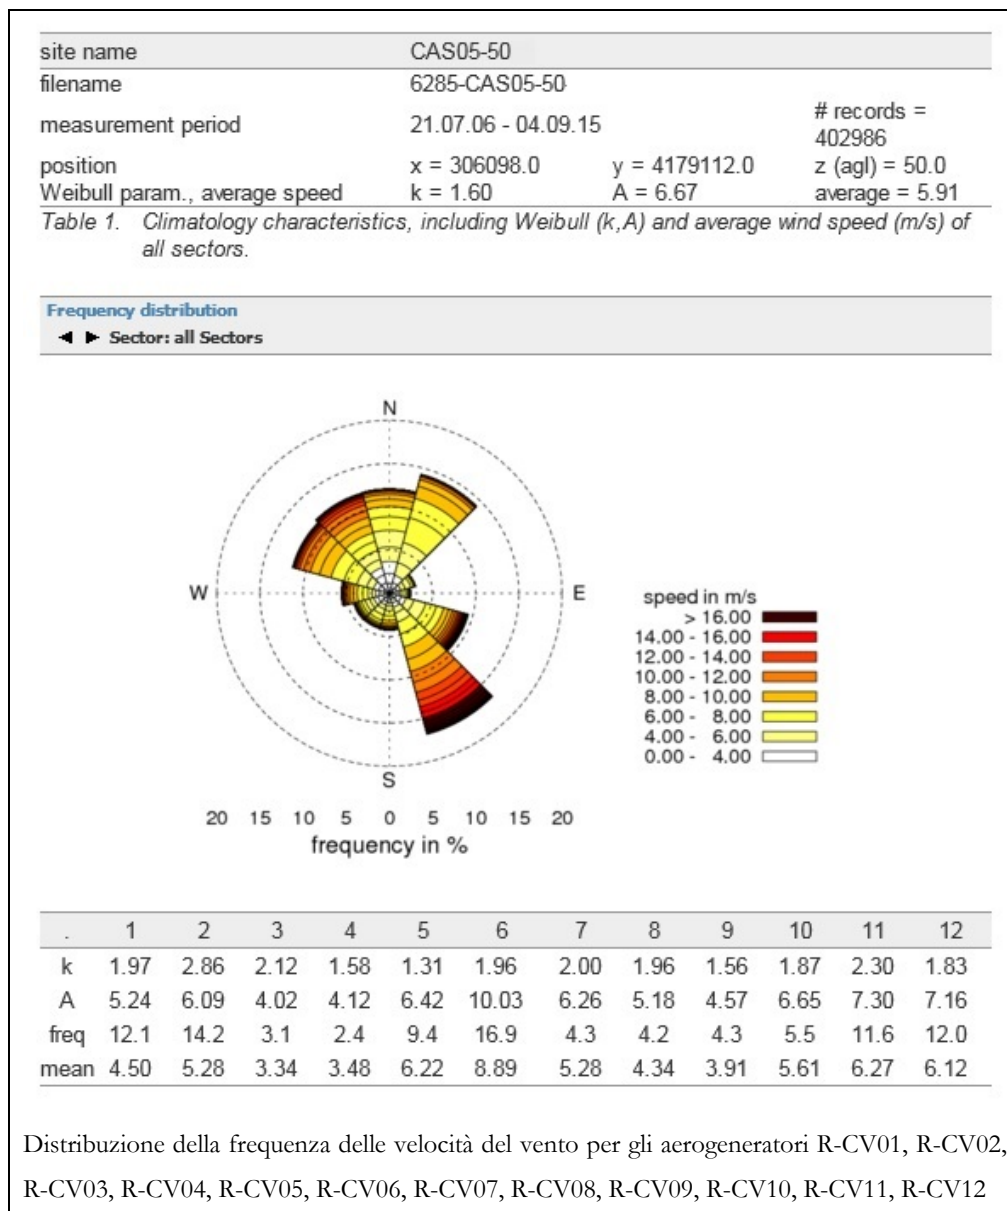 site name CAS05-50
filename 6285-CAS05-50
measurement period 21.07.06 - 04.09.15 # records = 402986
position x = 306098.0 y = 4179112.0 z (agl) = 50.0
Weibull param., average speed k = 1.60 A = 6.67 average = 5.91
Table 1. Climatology characteristics, including Weibull (k,A) and average wind speed (m/s) of
all sectors.
Frequency distribution
◄ ► Sector: all Sectors
N
W E
S
speed in m/s
> 16.00
14.00 - 16.00
12.00 - 14.00
10.00 - 12.00
8.00 - 10.00
6.00 - 8.00
4.00 - 6.00
0.00 - 4.00
20 15 10 5 0 5 10 15 20
frequency in %
. 1 2 3 4 5 6 7 8 9 10 11 12
k 1.97 2.86 2.12 1.58 1.31 1.96 2.00 1.96 1.56 1.87 2.30 1.83
A 5.24 6.09 4.02 4.12 6.42 10.03 6.26 5.18 4.57 6.65 7.30 7.16
freq 12.1 14.2 3.1 2.4 9.4 16.9 4.3 4.2 4.3 5.5 11.6 12.0
mean 4.50 5.28 3.34 3.48 6.22 8.89 5.28 4.34 3.91 5.61 6.27 6.12
Distribuzione della frequenza delle velocità del vento per gli aerogeneratori R-CV01, R-CV02,
R-CV03, R-CV04, R-CV05, R-CV06, R-CV07, R-CV08, R-CV09, R-CV10, R-CV11, R-CV12